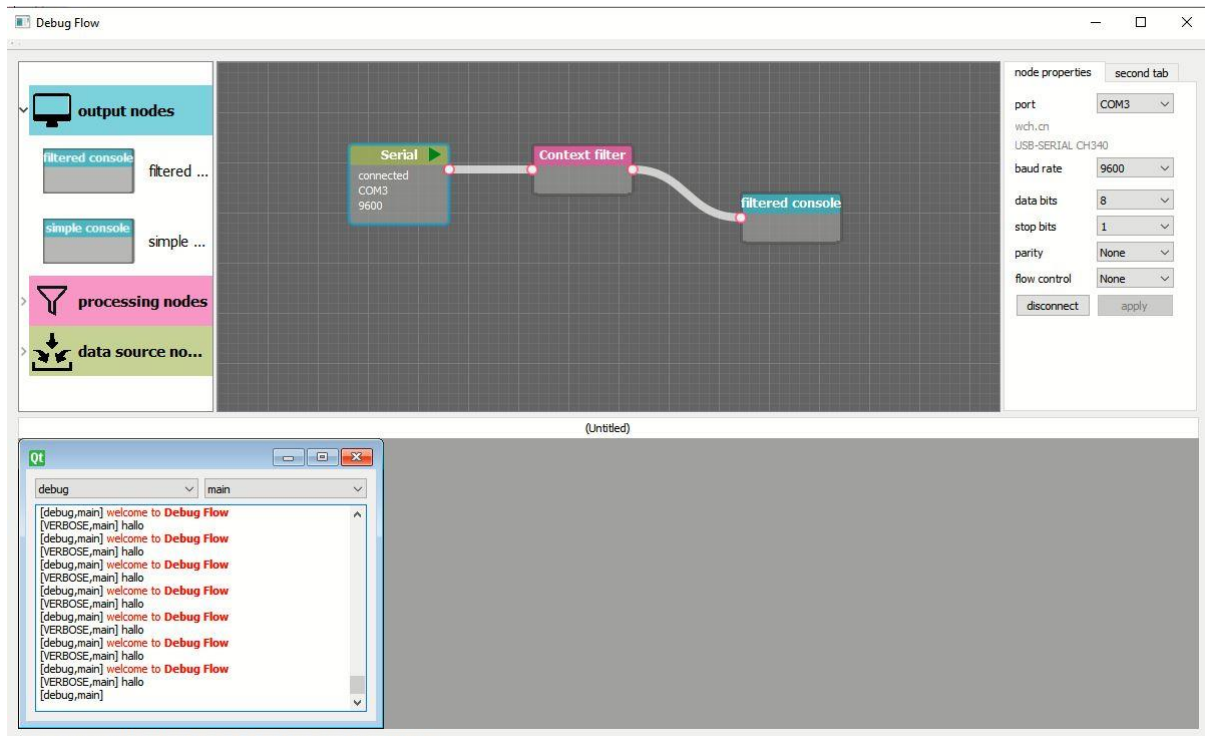 Debug Flow
output nodes
filtered console
filtered ...
simple console
simple ...
processing nodes
data source no...
Serial
connected
COM3
9600
Context filter
filtered console
node properties
second tab
port
COM3
wch.cn
USB-SERIAL CH340
baud rate
9600
data bits
8
stop bits
1
parity
None
flow control
None
disconnect
apply
(Untitled)
Qt
debug
main
[debug,main] welcome to Debug Flow
[VERBOSE,main] hallo
[debug,main] welcome to Debug Flow
[VERBOSE,main] hallo
[debug,main] welcome to Debug Flow
[VERBOSE,main] hallo
[debug,main] welcome to Debug Flow
[VERBOSE,main] hallo
[debug,main] welcome to Debug Flow
[VERBOSE,main] hallo
[debug,main] welcome to Debug Flow
[VERBOSE,main] hallo
[debug,main] welcome to Debug Flow
[VERBOSE,main] hallo
[debug,main]